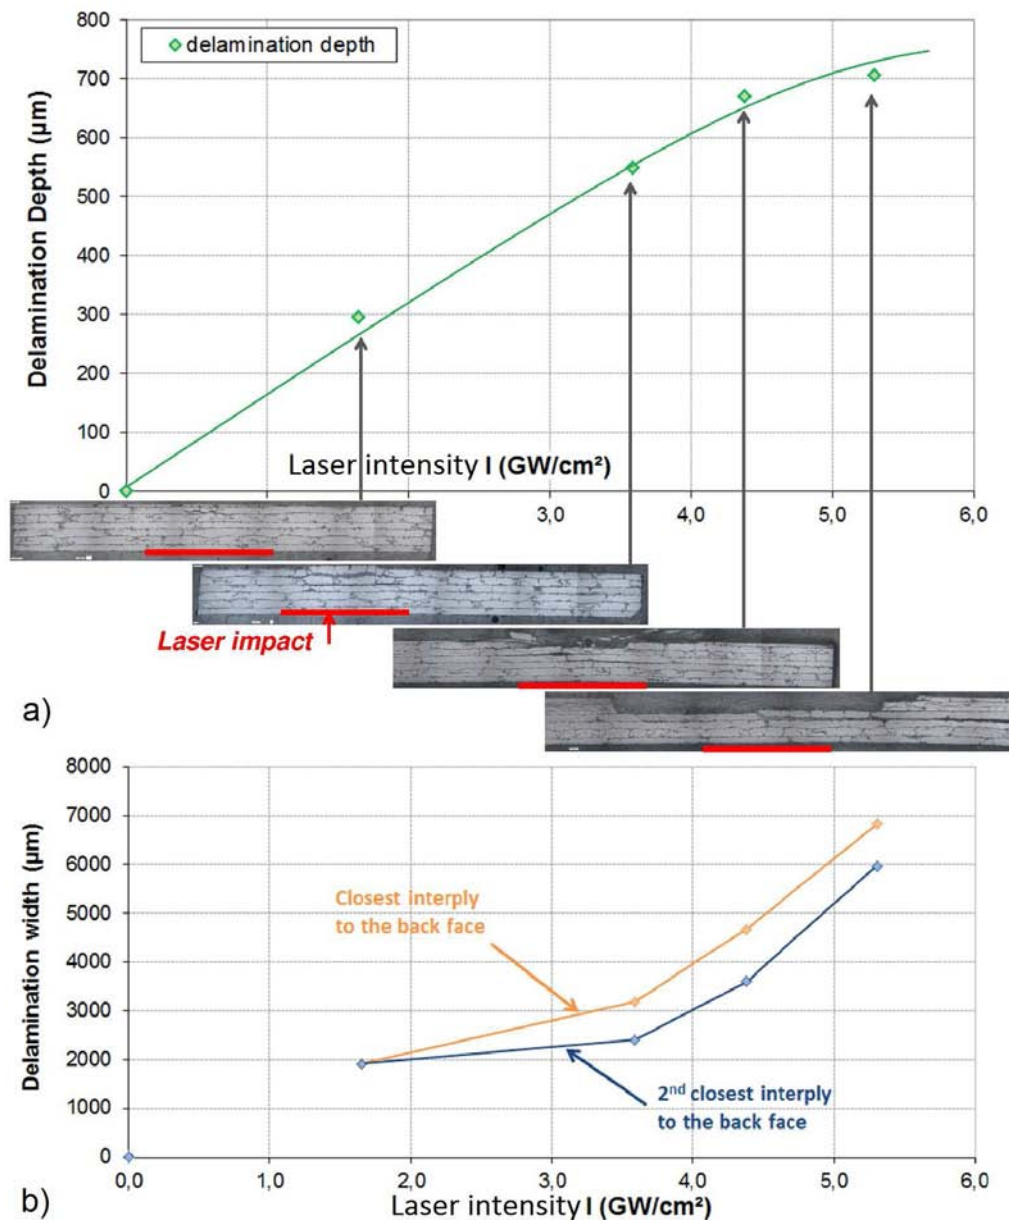 800
700
600
500
400
300
200
100
0
delamination depth
Delamination Depth (µm)
Laser intensity I (GW/cm²)
3,0
4,0
5,0
6,0
Laser impact
a)
8000
7000
6000
5000
4000
3000
2000
1000
0
Delamination width (µm)
Closest interply
to the back face
2nd closest interply
to the back face
0,0
1,0
2,0
3,0
4,0
5,0
6,0
Laser intensity I (GW/cm²)
b)